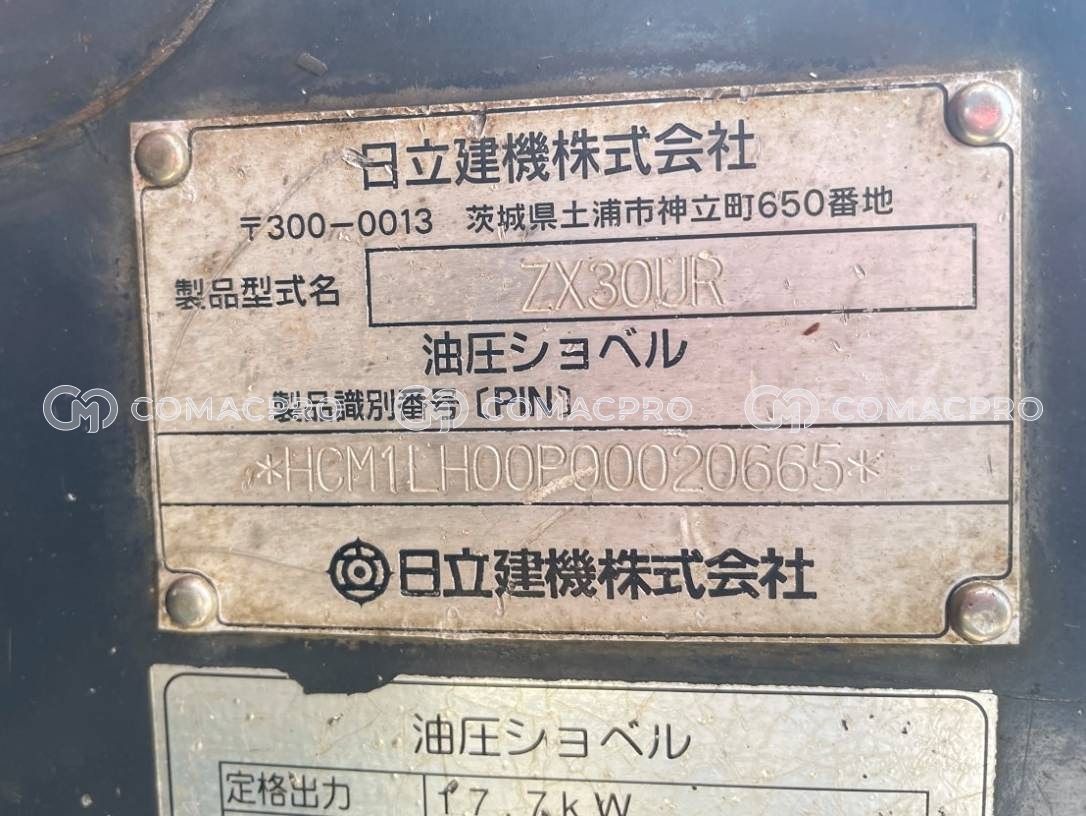 日立建機株式会社
〒300-0013 茨城県土浦市神立町650番地
製品型式名 ZX30UR
油圧ショベル
製品識別番号〔PIN〕
COMACPRO COMACPRO COMACPRO
*HCM1LH00P00020665*
日立建機株式会社
油圧ショベル
定格出力 17.7kW